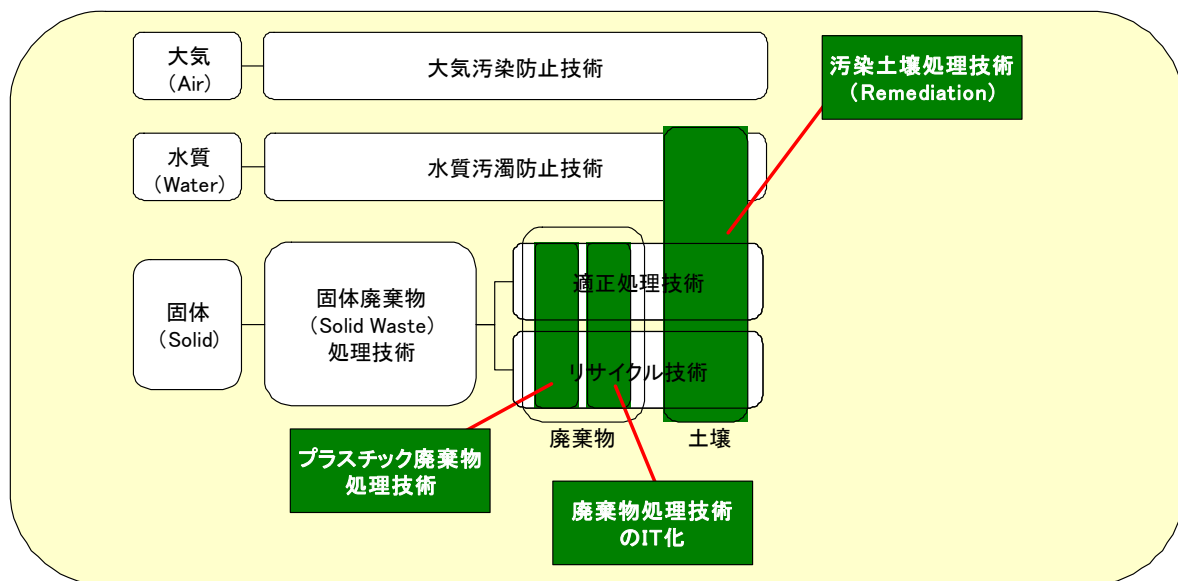 大気
（Air）
大気汚染防止技術
汚染土壌処理技術
（Remediation）
水質
（Water）
水質汚濁防止技術
固体
（Solid）
固体廃棄物
（Solid Waste）
処理技術
適正処理技術
リサイクル技術
廃棄物
土壌
プラスチック廃棄物
処理技術
廃棄物処理技術
のIT化